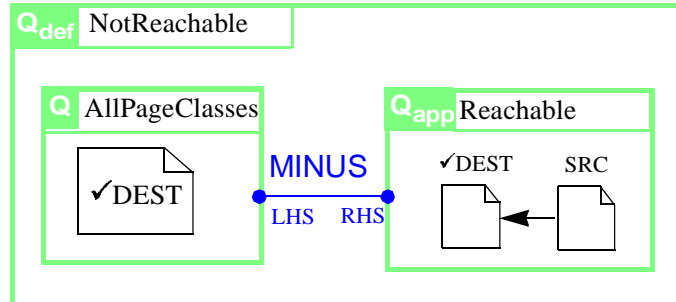 Qdef NotReachable
Q AllPageClasses
✓DEST
MINUS
LHS RHS
Qapp Reachable
✓DEST SRC